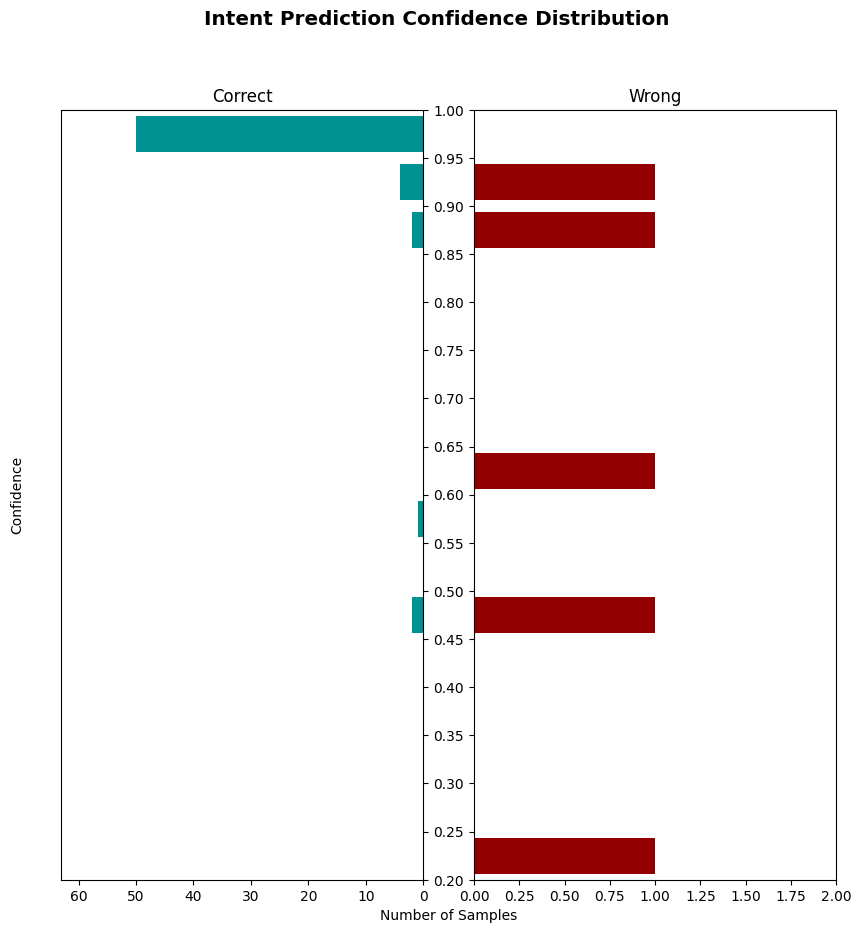 Intent Prediction Confidence Distribution
Correct
Wrong
1.00
0.95
0.90
0.85
0.80
0.75
0.70
0.65
0.60
0.55
0.50
0.45
0.40
0.35
0.30
0.25
0.20
Confidence
60 50 40 30 20 10 0
0.00 0.25 0.50 0.75 1.00 1.25 1.50 1.75 2.00
Number of Samples